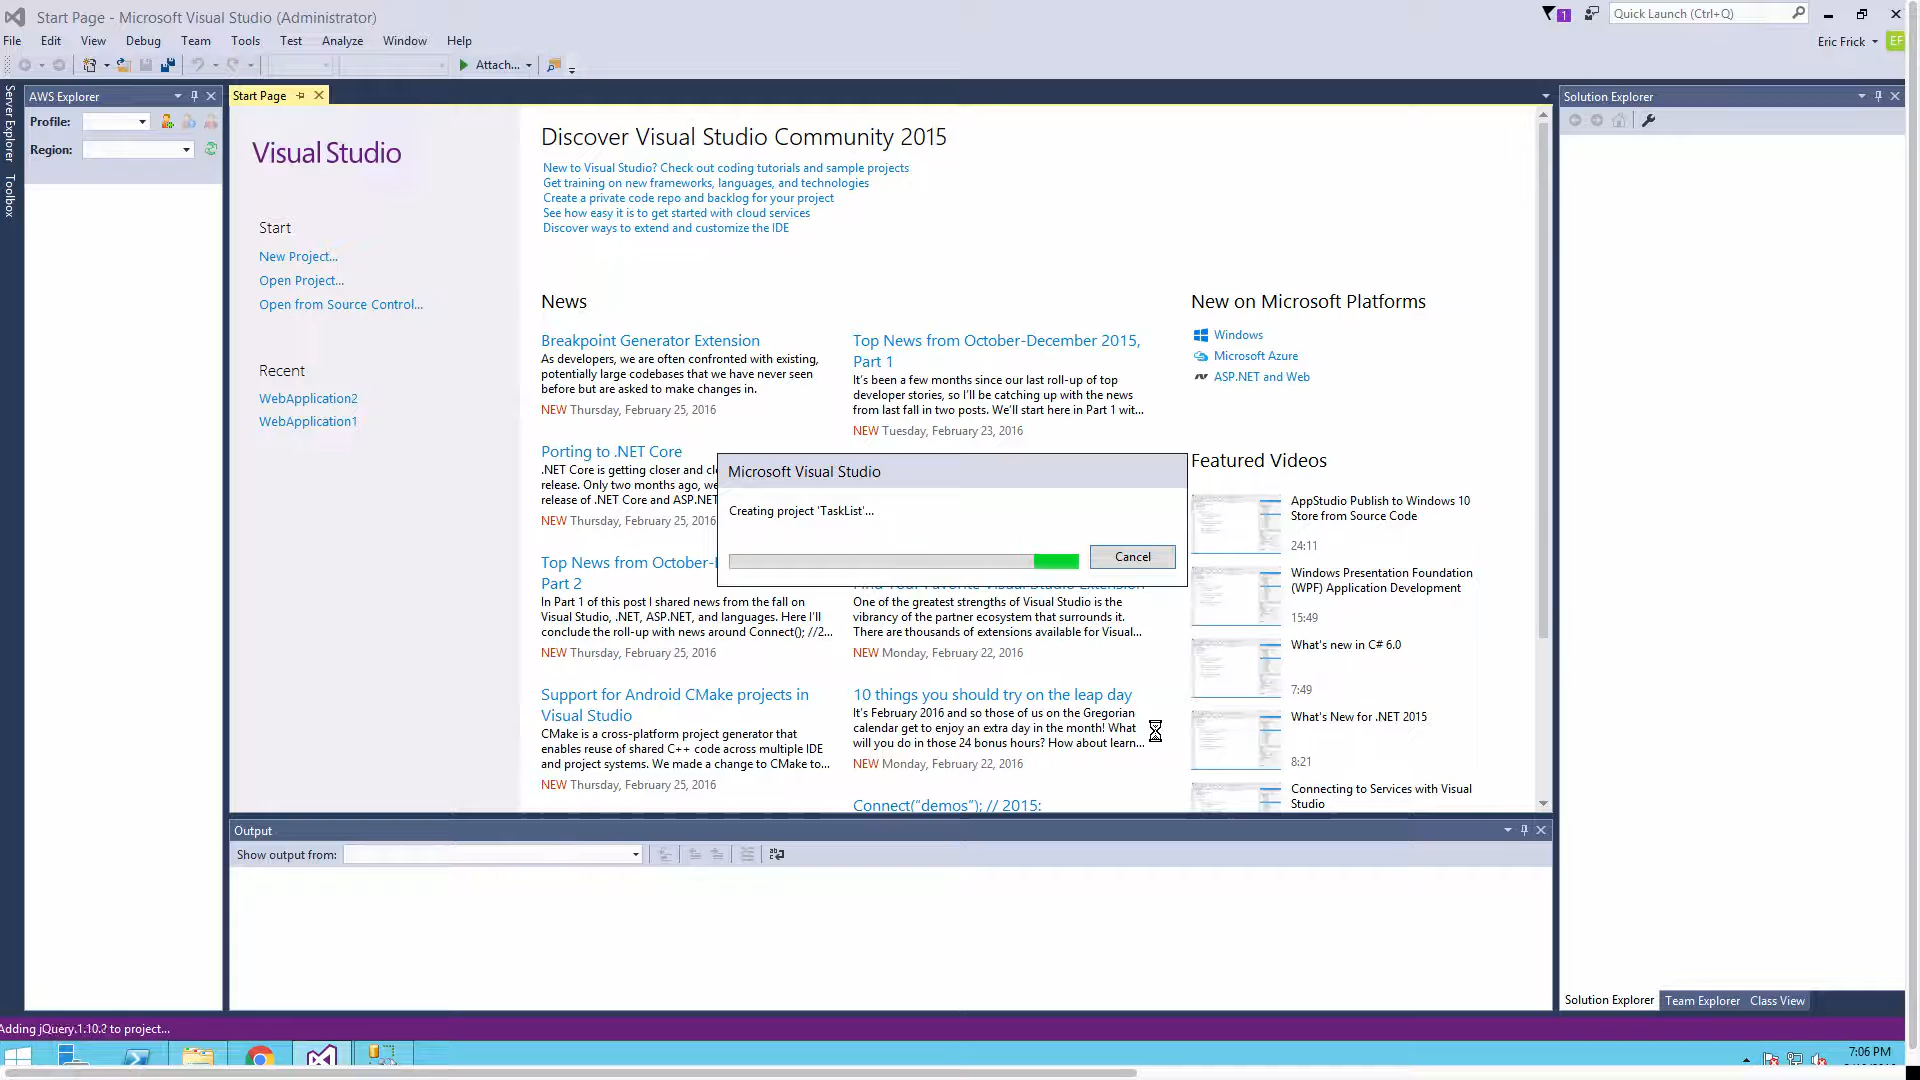 Start Page - Microsoft Visual Studio (Administrator)
1
Quick Launch (Ctrl+Q)
File Edit View Debug Team Tools Test Analyze Window Help
Eric Frick
EF
Attach...
Server Explorer
Toolbox
AWS Explorer
Profile:
Region:
Start Page
Visual Studio
Start
New Project...
Open Project...
Open from Source Control...
Recent
WebApplication2
WebApplication1
Discover Visual Studio Community 2015
New to Visual Studio? Check out coding tutorials and sample projects
Get training on new frameworks, languages, and technologies
Create a private code repo and backlog for your project
See how easy it is to get started with cloud services
Discover ways to extend and customize the IDE
News
Breakpoint Generator Extension
As developers, we are often confronted with existing,
potentially large codebases that we have never seen
before but are asked to make changes in.
NEW Thursday, February 25, 2016
Porting to .NET Core
.NET Core is getting closer and cl
release. Only two months ago, we
release of .NET Core and ASP.NET
NEW Thursday, February 25, 2016
Top News from October-
Part 2
In Part 1 of this post I shared news from the fall on
Visual Studio, .NET, ASP.NET, and languages. Here I'll
conclude the roll-up with news around Connect(); //2...
NEW Thursday, February 25, 2016
Support for Android CMake projects in
Visual Studio
CMake is a cross-platform project generator that
enables reuse of shared C++ code across multiple IDE
and project systems. We made a change to CMake to...
NEW Thursday, February 25, 2016
Top News from October-December 2015,
Part 1
It's been a few months since our last roll-up of top
developer stories, so I'll be catching up with the news
from last fall in two posts. We'll start here in Part 1 wit...
NEW Tuesday, February 23, 2016
Microsoft Visual Studio
Creating project 'TaskList'...
Cancel
Find Your Favorite Visual Studio Extension
One of the greatest strengths of Visual Studio is the
vibrancy of the partner ecosystem that surrounds it.
There are thousands of extensions available for Visual...
NEW Monday, February 22, 2016
10 things you should try on the leap day
It's February 2016 and so those of us on the Gregorian
calendar get to enjoy an extra day in the month! What
will you do in those 24 bonus hours? How about learn...
NEW Monday, February 22, 2016
Connect("demos"); // 2015:
New on Microsoft Platforms
Windows
Microsoft Azure
ASP.NET and Web
Featured Videos
AppStudio Publish to Windows 10
Store from Source Code
24:11
Windows Presentation Foundation
(WPF) Application Development
15:49
What's new in C# 6.0
7:49
What's New for .NET 2015
8:21
Connecting to Services with Visual
Studio
Solution Explorer
Output
Show output from:
Solution Explorer Team Explorer Class View
Adding jQuery.1.10.2 to project...
7:06 PM